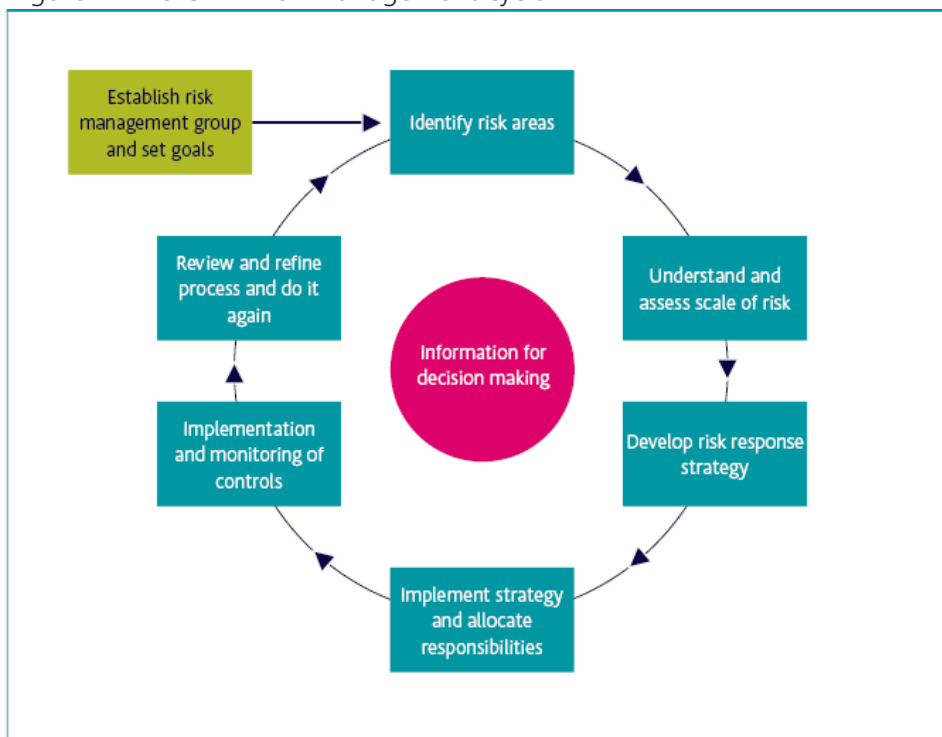 Establish risk
management group
and set goals
Identify risk areas
Understand and
assess scale of risk
Develop risk response
strategy
Implement strategy
and allocate
responsibilities
Implementation
and monitoring of
controls
Review and refine
process and do it
again
Information for
decision making